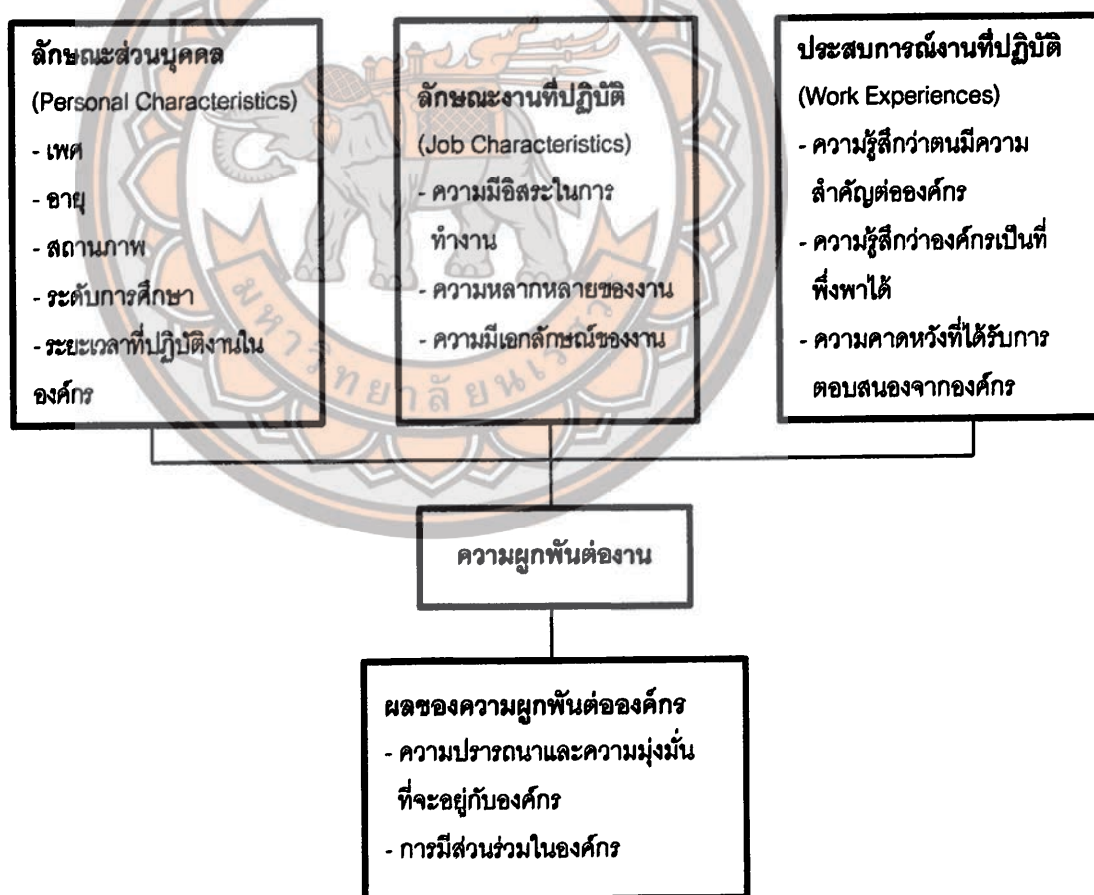 ลักษณะส่วนบุคคล
(Personal Characteristics)
- เพศ
- อายุ
- สถานภาพ
- ระดับการศึกษา
- ระยะเวลาที่ปฏิบัติงานใน
องค์กร
ลักษณะงานที่ปฏิบัติ
(Job Characteristics)
- ความมีอิสระในการ
ทำงาน
- ความหลากหลายของงาน
- ความมีเอกลักษณ์ของงาน
ประสบการณ์งานที่ปฏิบัติ
(Work Experiences)
- ความรู้สึกว่าตนมีความ
สำคัญต่อองค์กร
- ความรู้สึกว่าองค์กรเป็นที่
พึ่งพาได้
- ความคาดหวังที่ได้รับการ
ตอบสนองจากองค์กร
มหาวิทยาลัยนเรศวร
ความผูกพันต่องาน
ผลของความผูกพันต่อองค์กร
- ความปรารถนาและความมุ่งมั่น
ที่จะอยู่กับองค์กร
- การมีส่วนร่วมในองค์กร